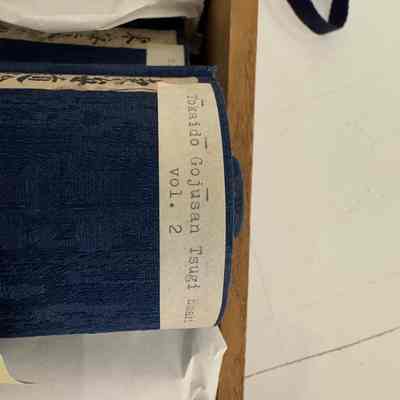 Tōkaidō Gojūsan Tsugi
vol. 2